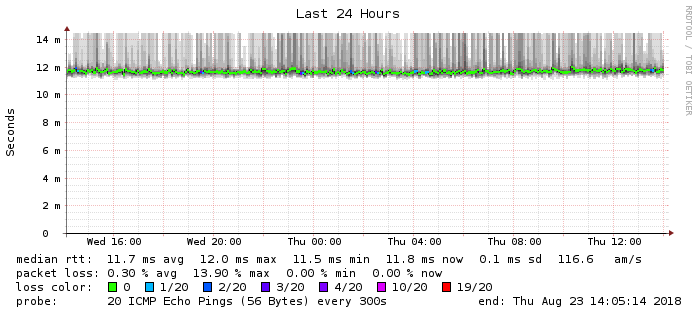 Last 24 Hours
RRDTOOL / TOBI OETIKER
Seconds
14 m
12 m
10 m
8 m
6 m
4 m
2 m
0
Wed 16:00 Wed 20:00 Thu 00:00 Thu 04:00 Thu 08:00 Thu 12:00
median rtt: 11.7 ms avg 12.0 ms max 11.5 ms min 11.8 ms now 0.1 ms sd 116.6 am/s
packet loss: 0.30 % avg 13.90 % max 0.00 % min 0.00 % now
loss color: 0 1/20 2/20 3/20 4/20 10/20 19/20
probe: 20 ICMP Echo Pings (56 Bytes) every 300s end: Thu Aug 23 14:05:14 2018